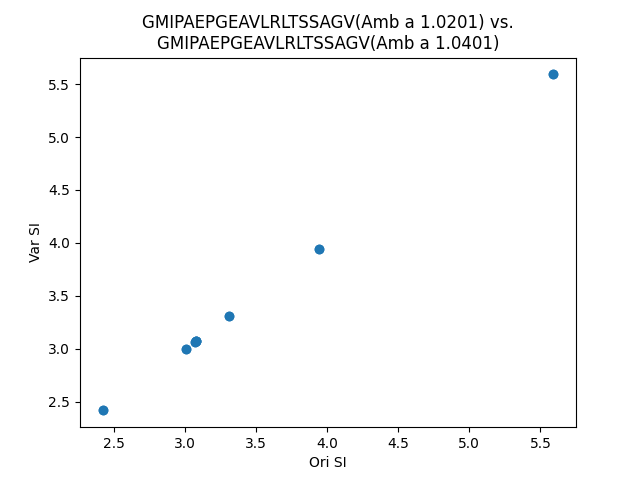 GMIPAEPGEAVLRLTSSAGV(Amb a 1.0201) vs.
GMIPAEPGEAVLRLTSSAGV(Amb a 1.0401)
5.5
5.0
4.5
4.0
3.5
3.0
2.5
Var SI
2.5 3.0 3.5 4.0 4.5 5.0 5.5
Ori SI